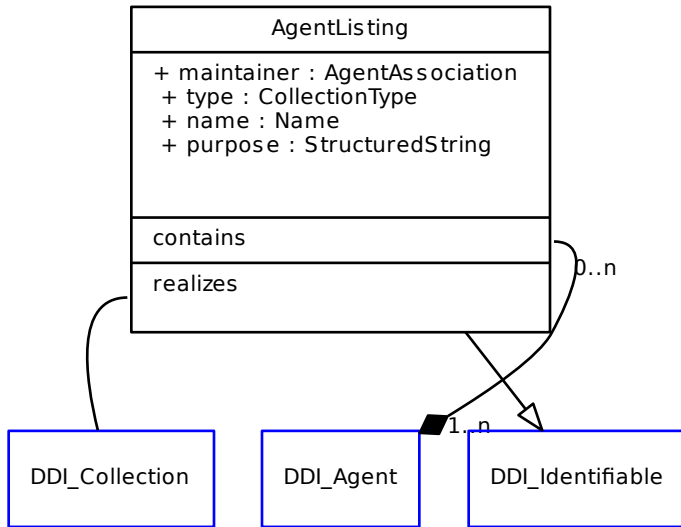 AgentListing
+ maintainer : AgentAssociation
+ type : CollectionType
+ name : Name
+ purpose : StructuredString
contains
0..n
realizes
1..n
DDI_Collection
DDI_Agent
DDI_Identifiable